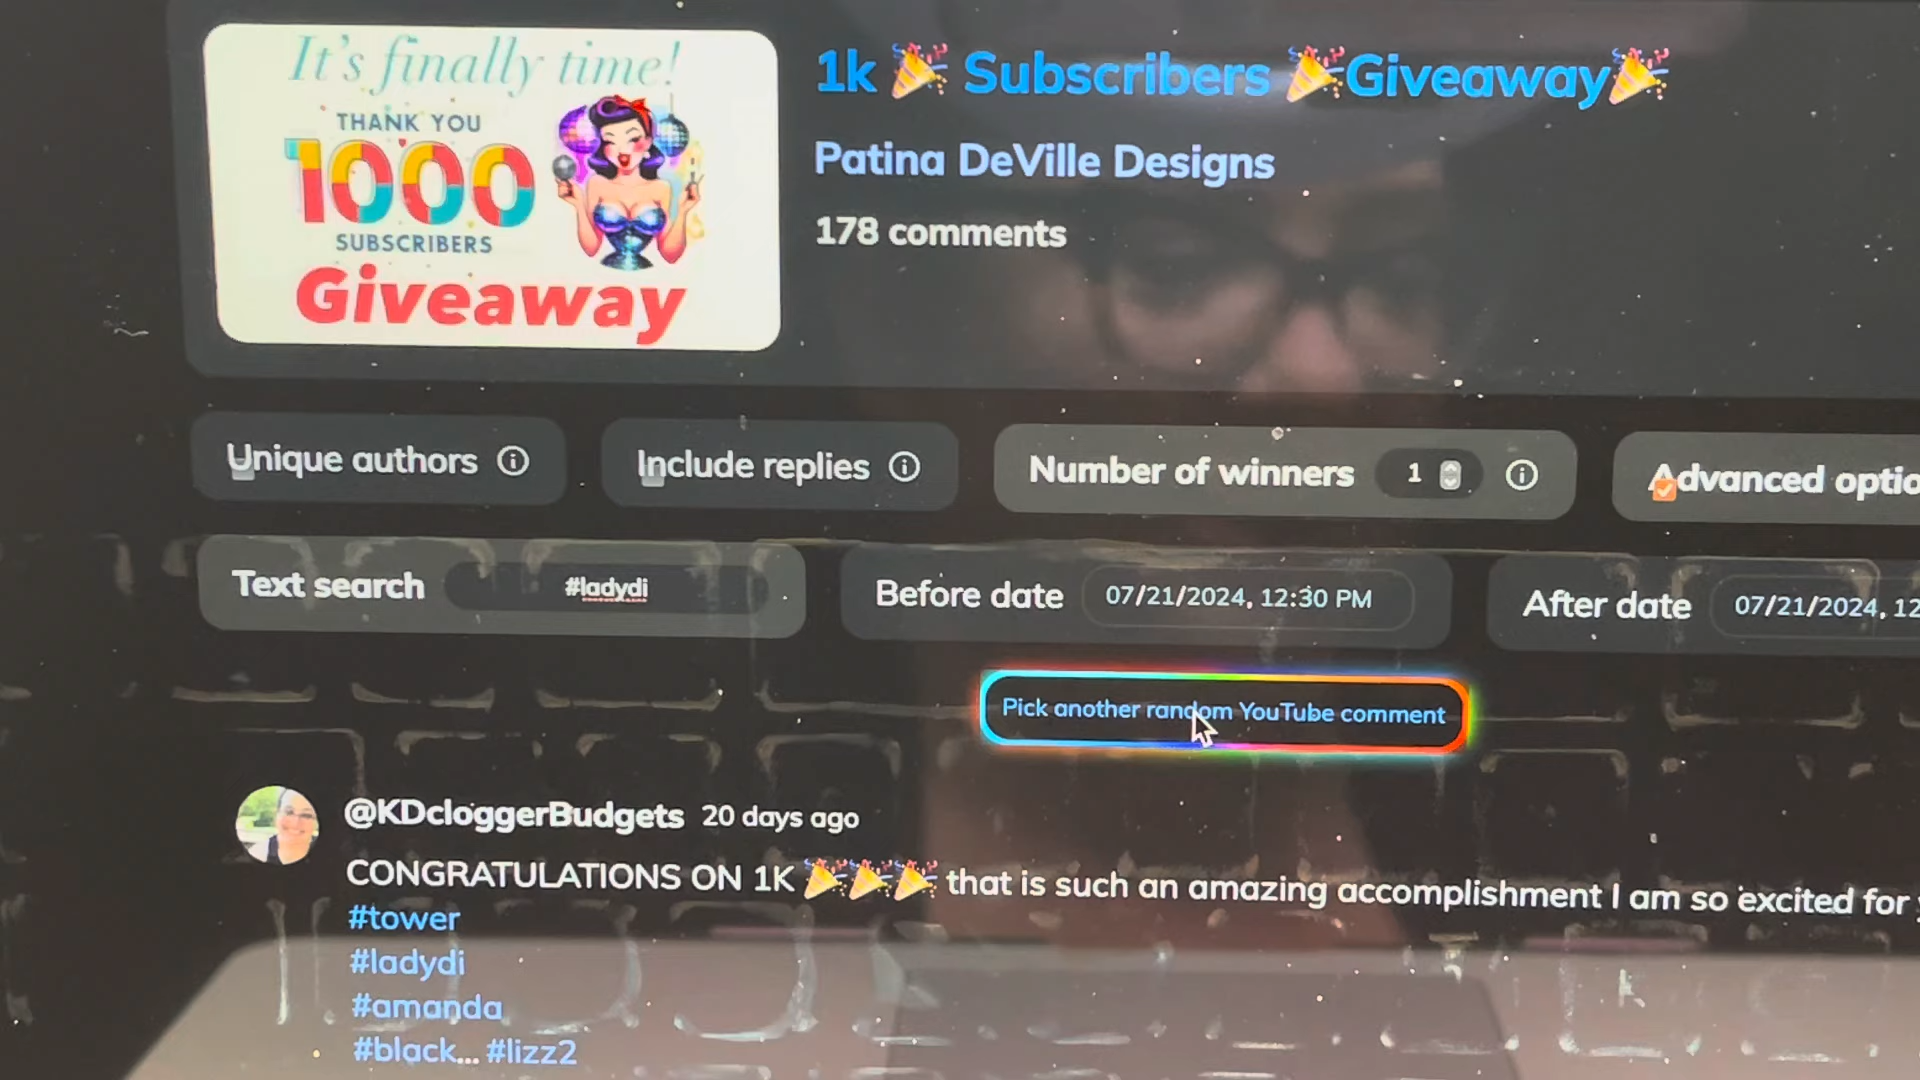 It's finally time!
THANK YOU
1000
SUBSCRIBERS
Giveaway
1k 🎉 Subscribers 🎉Giveaway🎉
Patina DeVille Designs
178 comments
Unique authors
Include replies
Number of winners 1
Advanced optio
Text search #ladydi
Before date 07/21/2024, 12:30 PM
After date 07/21/2024, 12
Pick another random YouTube comment
@KDcloggerBudgets 20 days ago
CONGRATULATIONS ON 1K 🎉🎉🎉 that is such an amazing accomplishment I am so excited for
#tower
#ladydi
#amanda
#black... #lizz2